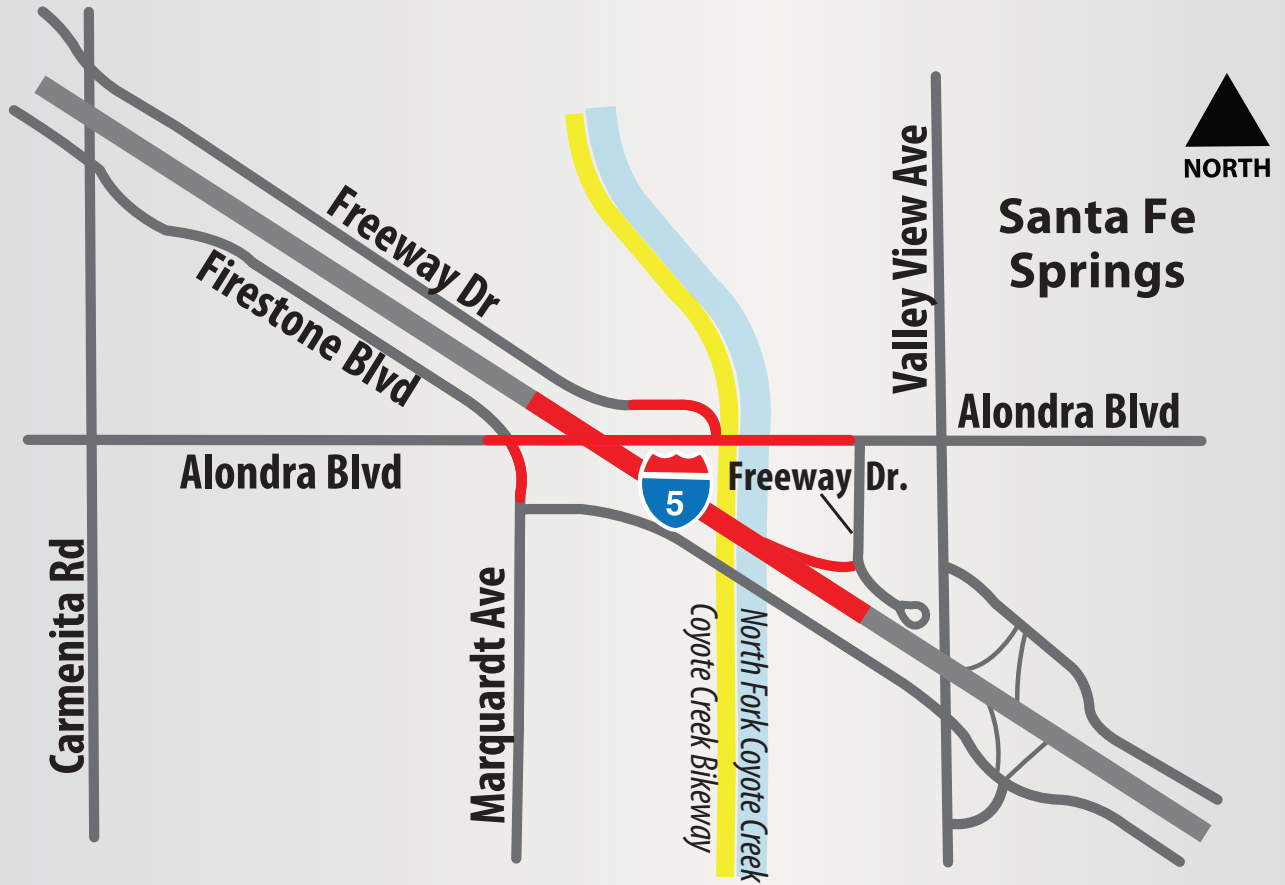 NORTH
Santa Fe
Springs
Valley View Ave
Freeway Dr
Firestone Blvd
Alondra Blvd
Alondra Blvd
5
Freeway Dr.
Carmenita Rd
Marquardt Ave
Coyote Creek Bikeway
North Fork Coyote Creek